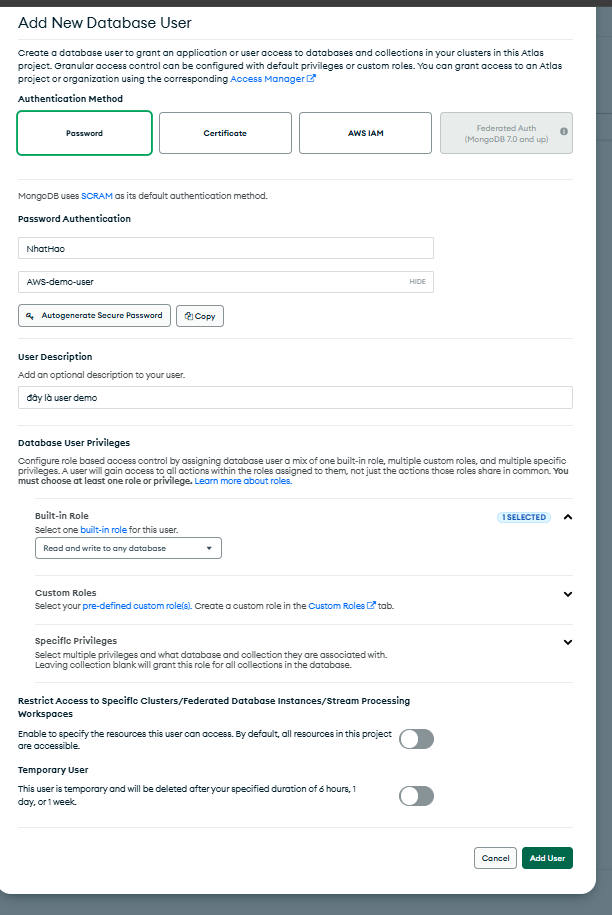 Add New Database User
Create a database user to grant an application or user access to databases and collections in your clusters in this Atlas
project. Granular access control can be configured with default privileges or custom roles. You can grant access to an Atlas
project or organization using the corresponding Access Manager
Authentication Method
Password
Certificate
AWS IAM
Federated Auth
(MongoDB 7.0 and up)
MongoDB uses SCRAM as its default authentication method.
Password Authentication
NhatHao
AWS-demo-user
HIDE
Autogenerate Secure Password
Copy
User Description
Add an optional description to your user.
đây là user demo
Database User Privileges
Configure role based access control by assigning database user a mix of one built-in role, multiple custom roles, and multiple specific
privileges. A user will gain access to all actions within the roles assigned to them, not just the actions those roles share in common. You
must choose at least one role or privilege. Learn more about roles.
Built-in Role
1 SELECTED
Select one built-in role for this user.
Read and write to any database
Custom Roles
Select your pre-defined custom role(s). Create a custom role in the Custom Roles tab.
Specific Privileges
Select multiple privileges and what database and collection they are associated with.
Leaving collection blank will grant this role for all collections in the database.
Restrict Access to Specific Clusters/Federated Database Instances/Stream Processing
Workspaces
Enable to specify the resources this user can access. By default, all resources in this project
are accessible.
Temporary User
This user is temporary and will be deleted after your specified duration of 6 hours, 1
day, or 1 week.
Cancel
Add User